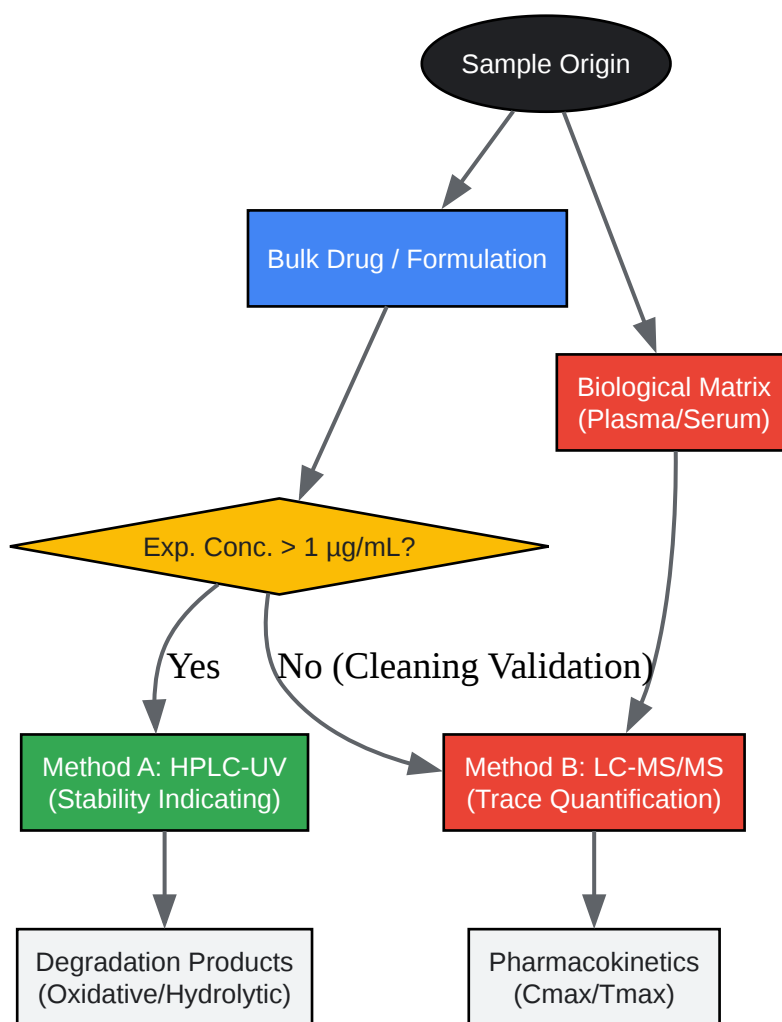 Sample Origin
Bulk Drug / Formulation
Biological Matrix
(Plasma/Serum)
Exp. Conc. > 1 µg/mL?
Yes
No (Cleaning Validation)
Method A: HPLC-UV
(Stability Indicating)
Method B: LC-MS/MS
(Trace Quantification)
Degradation Products
(Oxidative/Hydrolytic)
Pharmacokinetics
(Cmax/Tmax)